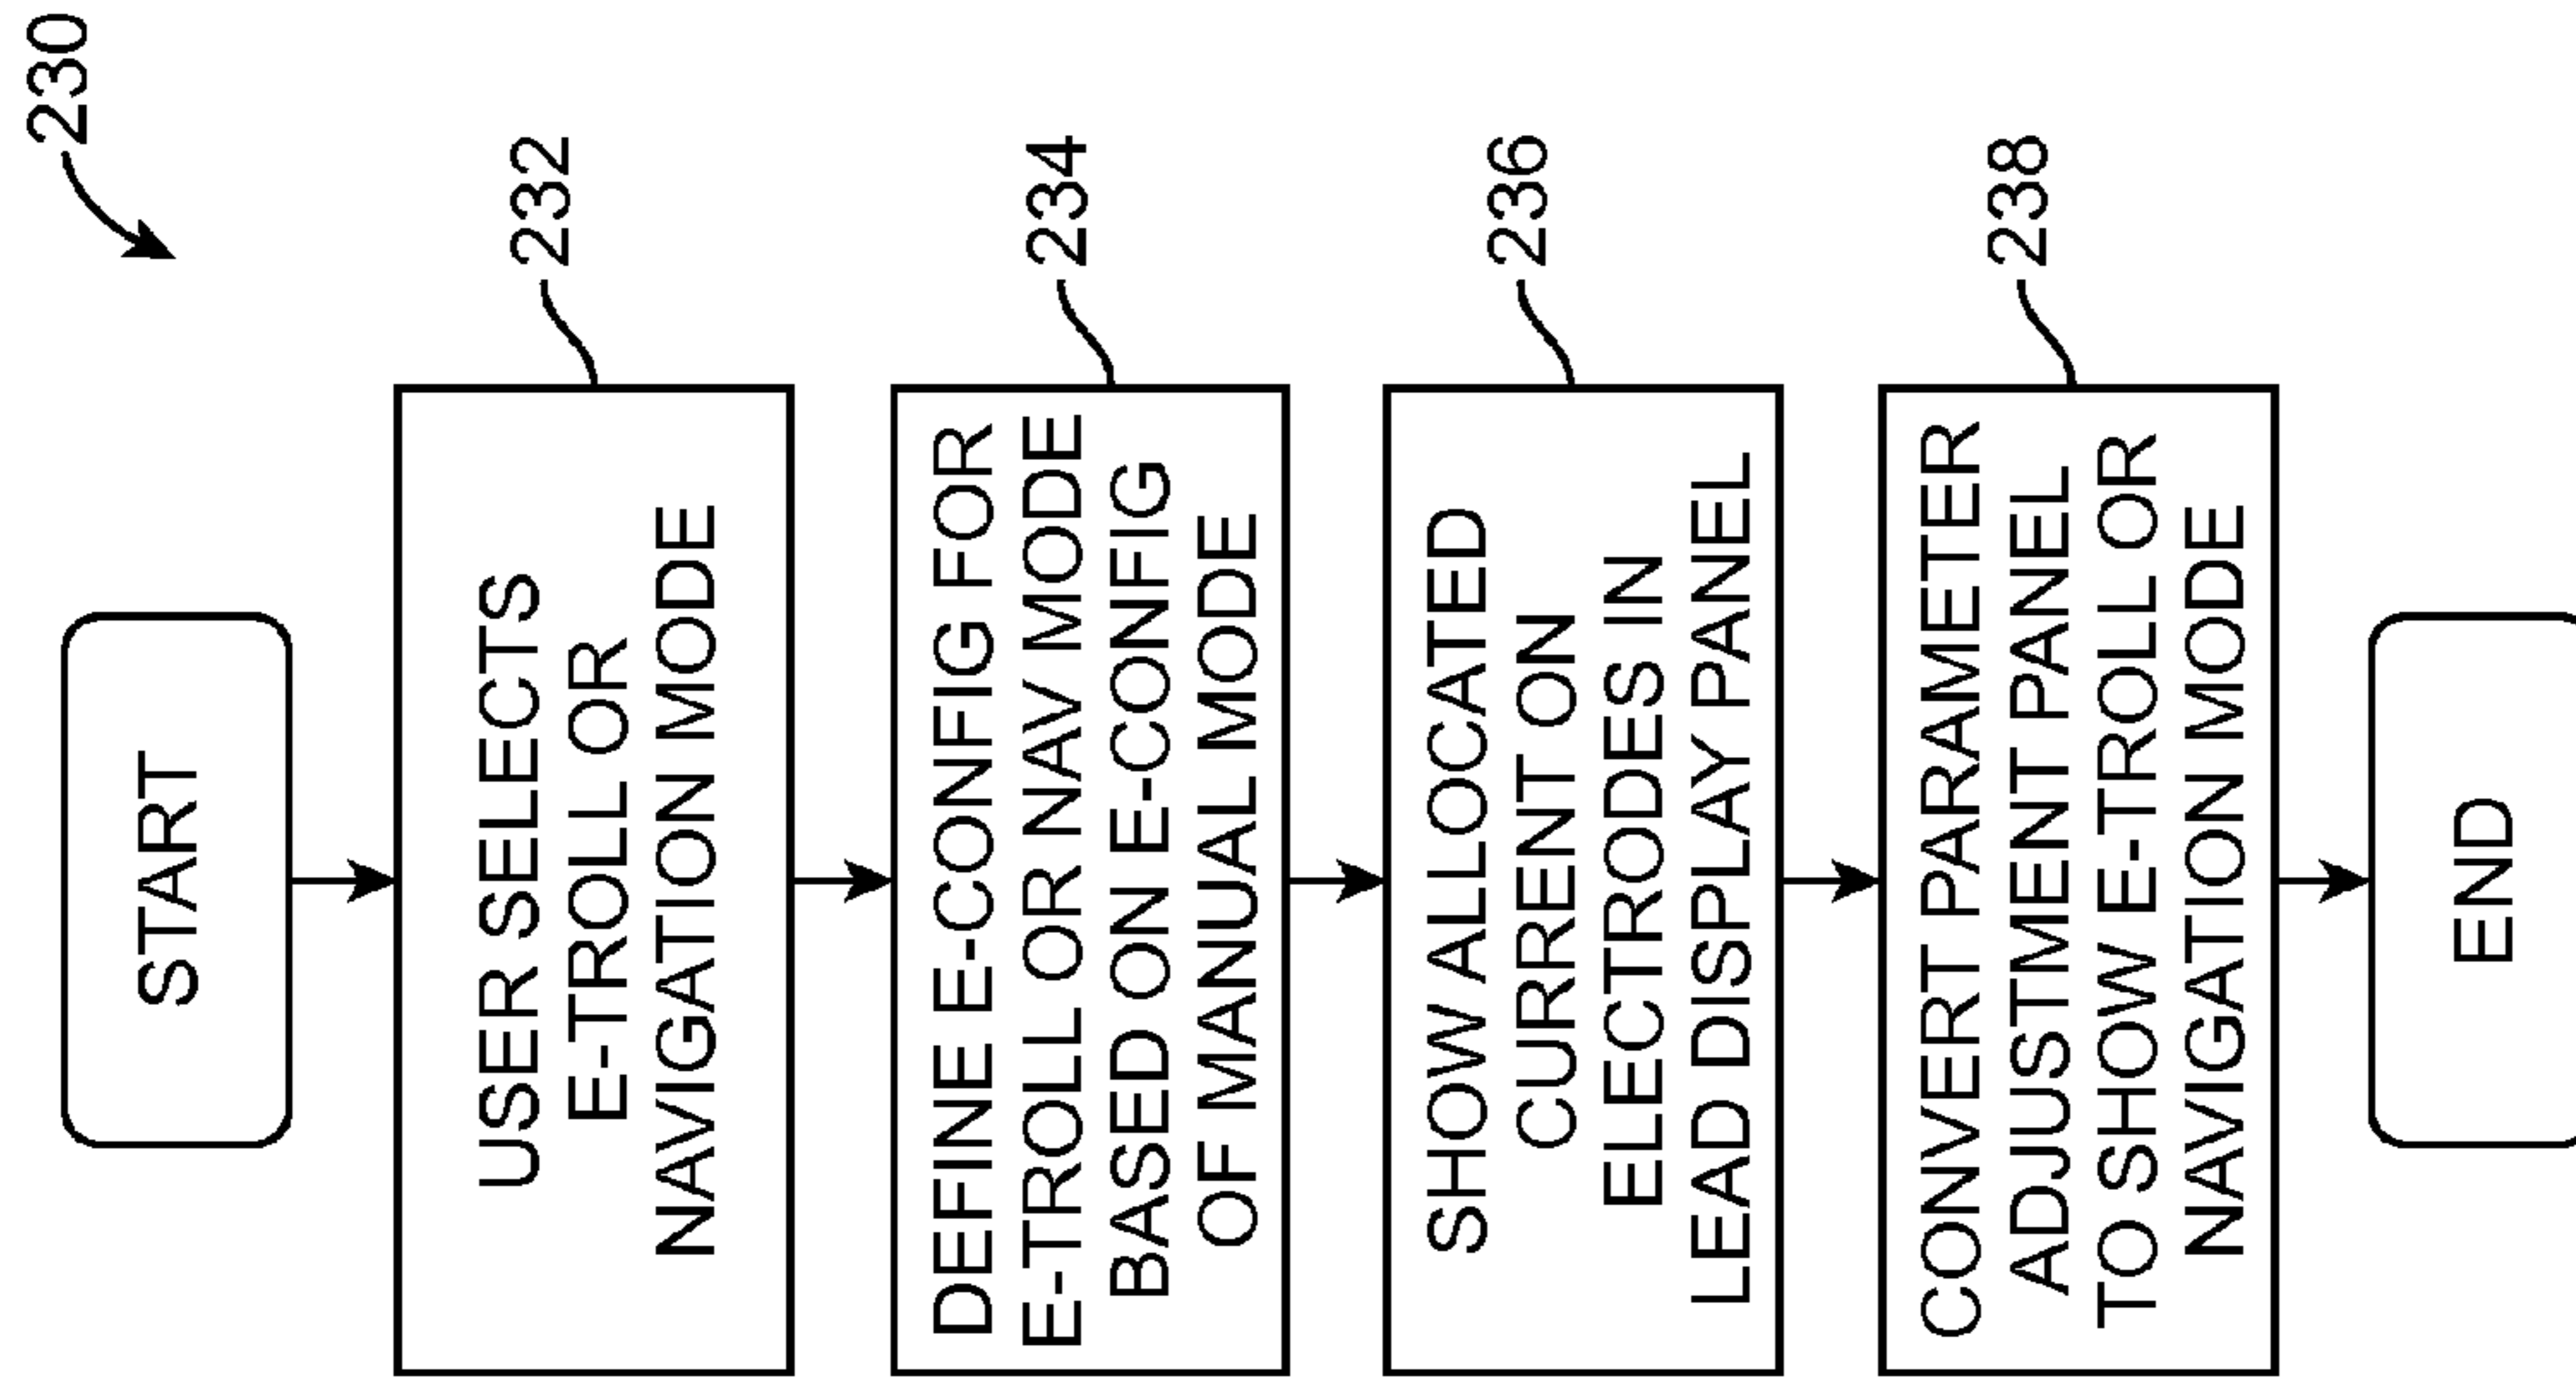 230
START
USER SELECTS
E-TROLL OR
NAVIGATION MODE
232
DEFINE E-CONFIG FOR
E-TROLL OR NAV MODE
BASED ON E-CONFIG
OF MANUAL MODE
234
SHOW ALLOCATED
CURRENT ON
ELECTRODES IN
LEAD DISPLAY PANEL
236
CONVERT PARAMETER
ADJUSTMENT PANEL
TO SHOW E-TROLL OR
NAVIGATION MODE
238
END